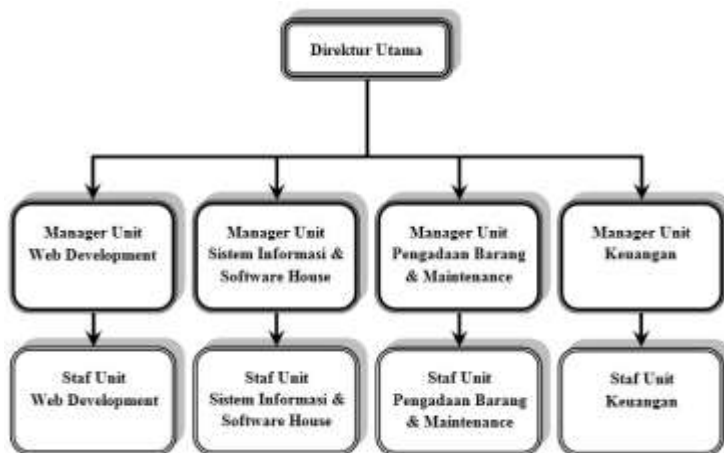 Direktur Utama
Manager Unit
Web Development
Manager Unit
Sistem Informasi &
Software House
Manager Unit
Pengadaan Barang
& Maintenance
Manager Unit
Keuangan
Staf Unit
Web Development
Staf Unit
Sistem Informasi &
Software House
Staf Unit
Pengadaan Barang
& Maintenance
Staf Unit
Keuangan